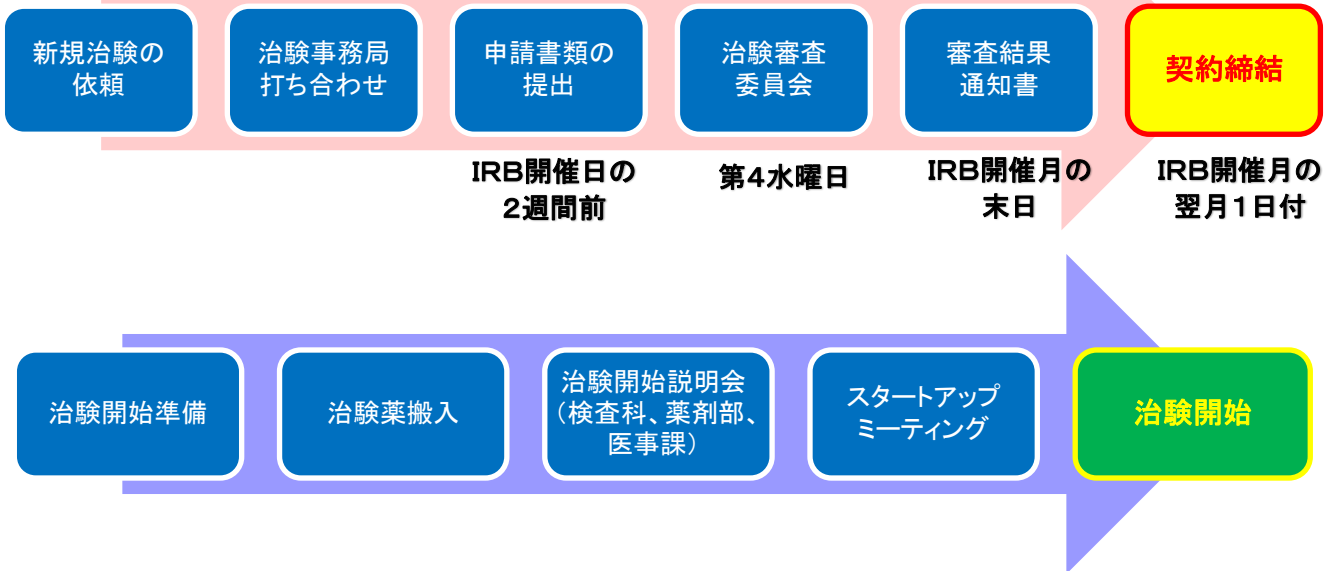 新規治験の
依頼
治験事務局
打ち合わせ
申請書類の
提出
治験審査
委員会
審査結果
通知書
契約締結
IRB開催日の
2週間前
第4水曜日
IRB開催月の
末日
IRB開催月の
翌月1日付
治験開始準備
治験薬搬入
治験開始説明会
（検査科、薬剤部、
医事課）
スタートアップ
ミーティング
治験開始